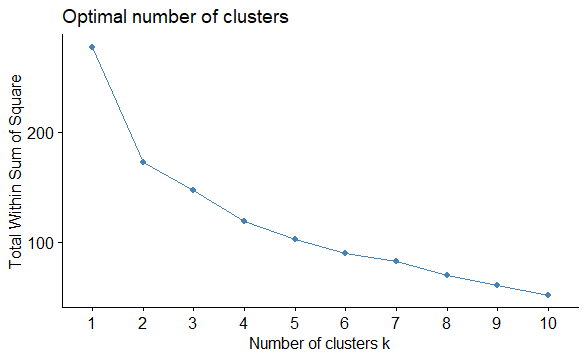 Optimal number of clusters
Total Within Sum of Square
200
100
1 2 3 4 5 6 7 8 9 10
Number of clusters k